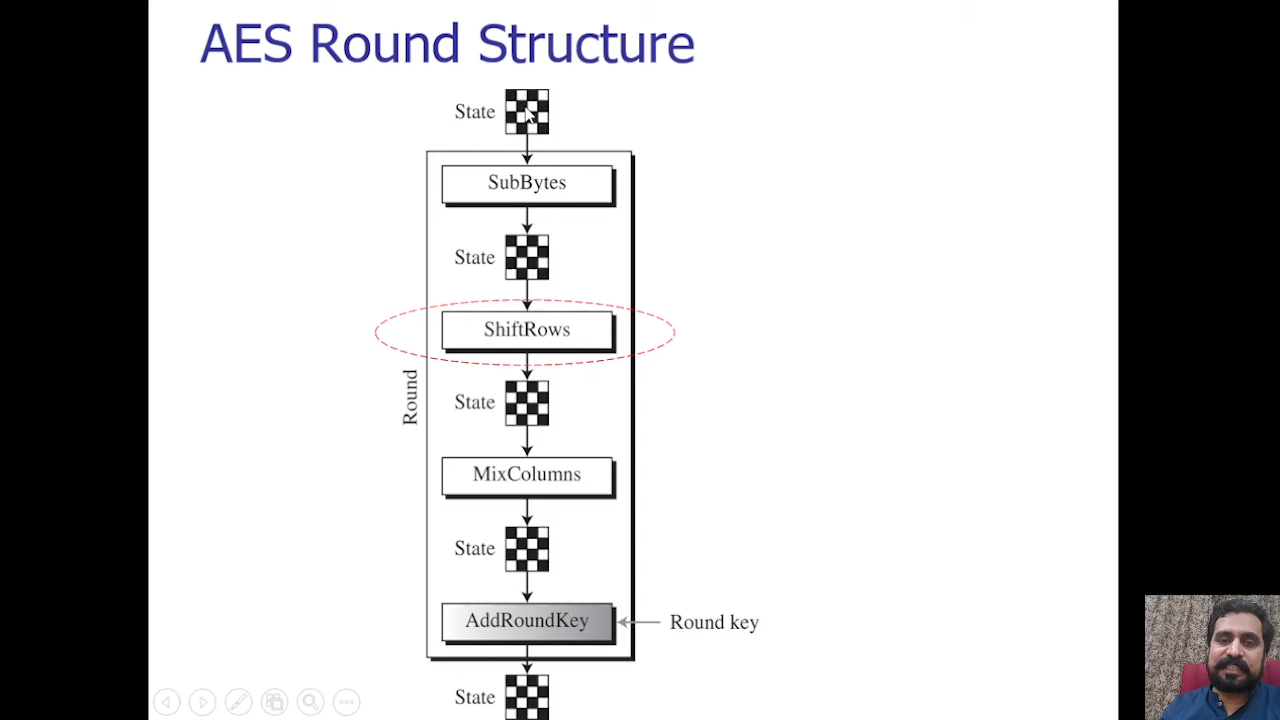 AES Round Structure
State
SubBytes
State
ShiftRows
Round
State
MixColumns
State
AddRoundKey
Round key
State